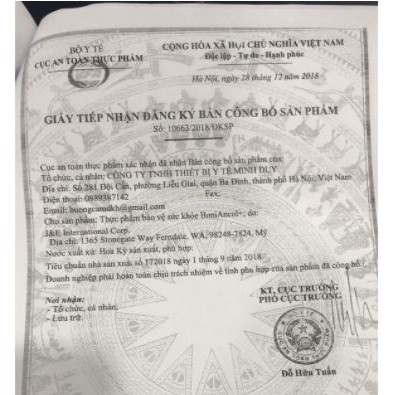 BỘ Y TẾ
CỤC AN TOÀN THỰC PHẨM
CỘNG HÒA XÃ HỘI CHỦ NGHĨA VIỆT NAM
Độc lập - Tự do - Hạnh phúc
Hà Nội, ngày 28 tháng 12 năm 2018
GIẤY TIẾP NHẬN ĐĂNG KÝ BẢN CÔNG BỐ SẢN PHẨM
Số: 10663/2018/ĐKSP
Cục an toàn thực phẩm xác nhận đã nhận Bản công bố sản phẩm của:
Tổ chức, cá nhân: CÔNG TY TNHH THIẾT BỊ Y TẾ MINH DUY
Địa chỉ: Số 281 Đội Cấn, phường Liễu Giai, quận Ba Đình, thành phố Hà Nội, Việt Nam
Điện thoại: 0989387142 Fax:
Email: huongcamdkh@gmail.com
Cho sản phẩm: Thực phẩm bảo vệ sức khỏe do:
J&E International Corp.
Địa chỉ: 1365 Stonegate Way Ferndale, WA, 98248-7824, Mỹ
Nước xuất xứ: Hoa Kỳ sản xuất, phù hợp:
Tiêu chuẩn nhà sản xuất số 172018 ngày 1 tháng 9 năm 2018
Doanh nghiệp phải hoàn toàn chịu trách nhiệm về tính phù hợp của sản phẩm đã công bố./.
Nơi nhận:
- Tổ chức, cá nhân;
- Lưu trữ.
KT. CỤC TRƯỞNG
PHÓ CỤC TRƯỞNG
Đỗ Hữu Tuấn